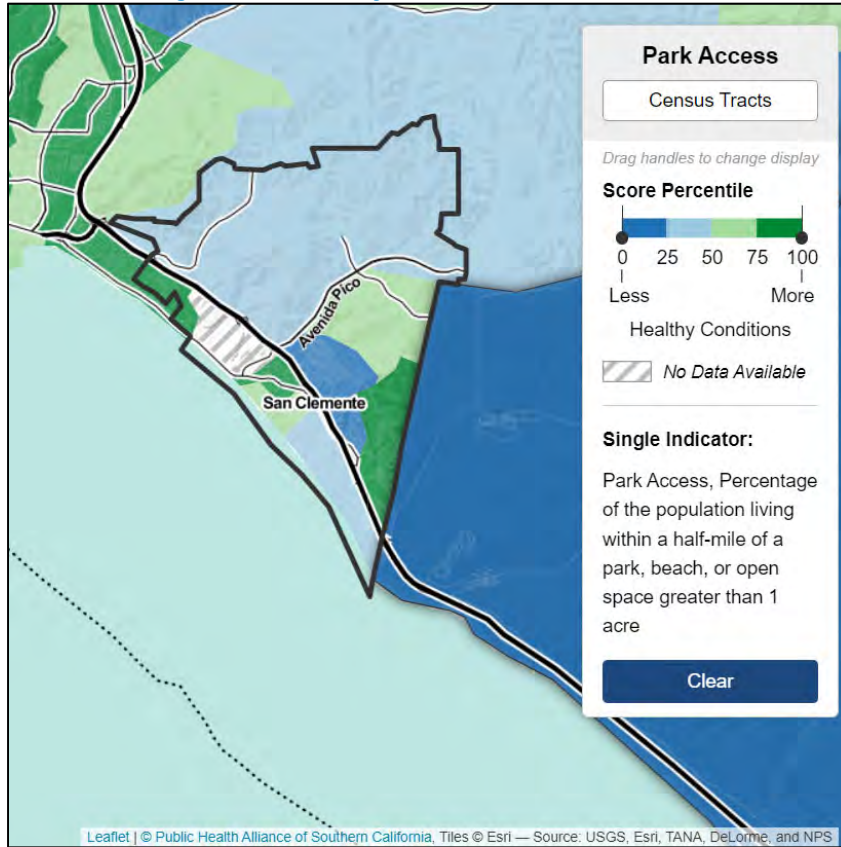 Park Access
Census Tracts
Drag handles to change display
Score Percentile
0 25 50 75 100
Less More
Healthy Conditions
No Data Available
Single Indicator:
Park Access, Percentage
of the population living
within a half-mile of a
park, beach, or open
space greater than 1
acre
Clear
Avenida Pico
San Clemente
Leaflet | © Public Health Alliance of Southern California, Tiles © Esri — Source: USGS, Esri, TANA, DeLorme, and NPS